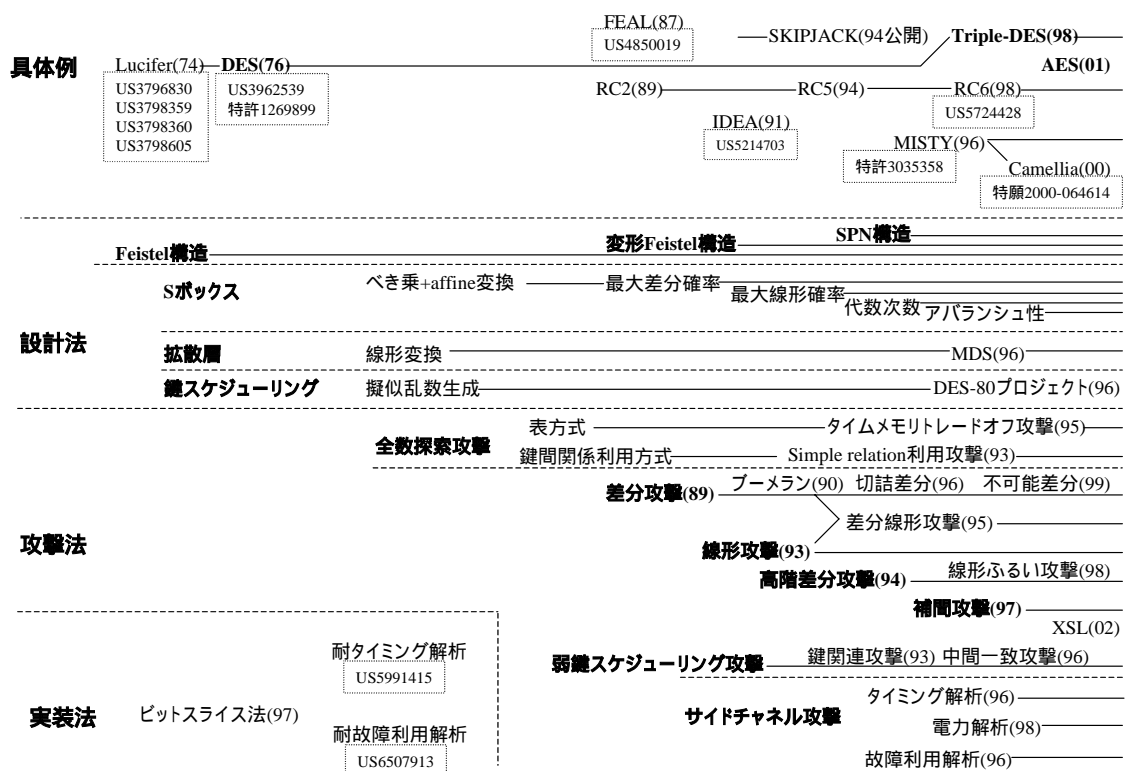 FEAL(87)
US4850019
SKIPJACK(94公開)
Triple-DES(98)
具体例
Lucifer(74)
DES(76)
AES(01)
US3796830
US3798359
US3798360
US3798605
US3962539
特許1269899
RC2(89)
RC5(94)
RC6(98)
US5724428
IDEA(91)
US5214703
MISTY(96)
特許3035358
Camellia(00)
特願2000-064614
Feistel構造
変形Feistel構造
SPN構造
設計法
Sボックス
べき乗+affine変換
最大差分確率
最大線形確率
代数次数
アバランシュ性
拡散層
線形変換
MDS(96)
鍵スケジューリング
擬似乱数生成
DES-80プロジェクト(96)
攻撃法
全数探索攻撃
表方式
タイムメモリトレードオフ攻撃(95)
鍵間関係利用方式
Simple relation利用攻撃(93)
差分攻撃(89)
ブーメラン(90)
切詰差分(96)
不可能差分(99)
差分線形攻撃(95)
線形攻撃(93)
高階差分攻撃(94)
線形ふるい攻撃(98)
補間攻撃(97)
XSL(02)
弱鍵スケジューリング攻撃
鍵関連攻撃(93)
中間一致攻撃(96)
サイドチャネル攻撃
タイミング解析(96)
電力解析(98)
故障利用解析(96)
実装法
ビットスライス法(97)
耐タイミング解析
US5991415
耐故障利用解析
US6507913